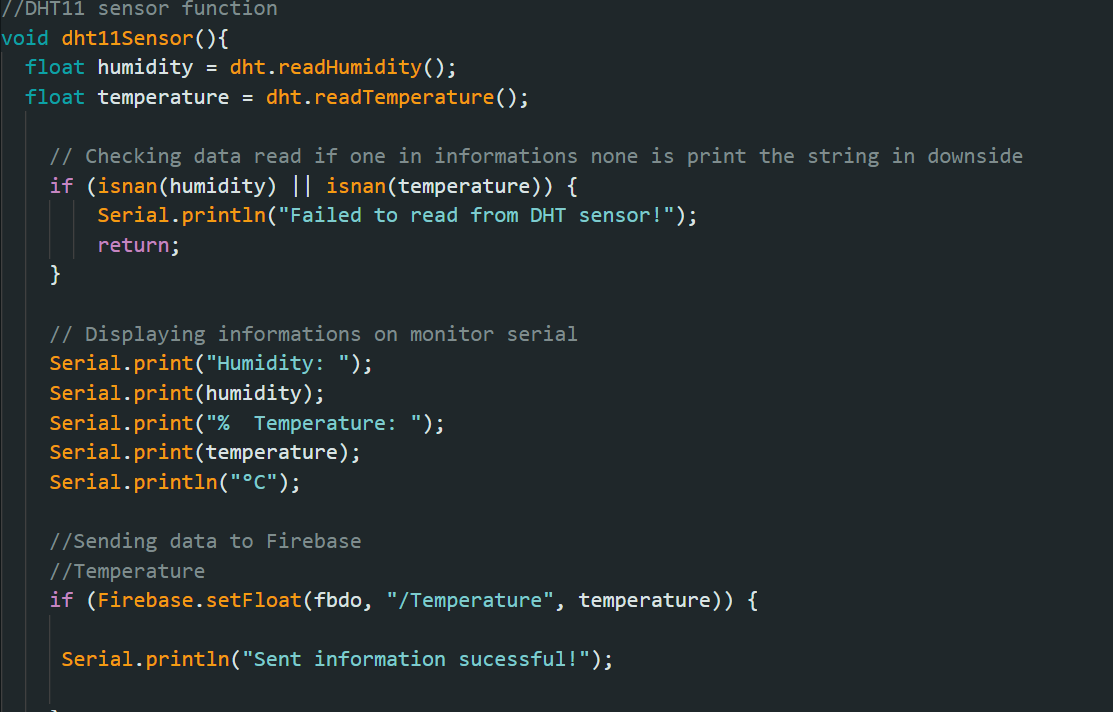 //DHT11 sensor function
void dht11Sensor(){
float humidity = dht.readHumidity();
float temperature = dht.readTemperature();
// Checking data read if one in informations none is print the string in downside
if (isnan(humidity) || isnan(temperature)) {
Serial.println("Failed to read from DHT sensor!");
return;
}
// Displaying informations on monitor serial
Serial.print("Humidity: ");
Serial.print(humidity);
Serial.print("%  Temperature: ");
Serial.print(temperature);
Serial.println("°C");
//Sending data to Firebase
//Temperature
if (Firebase.setFloat(fbdo, "/Temperature", temperature)) {
Serial.println("Sent information sucessful!");